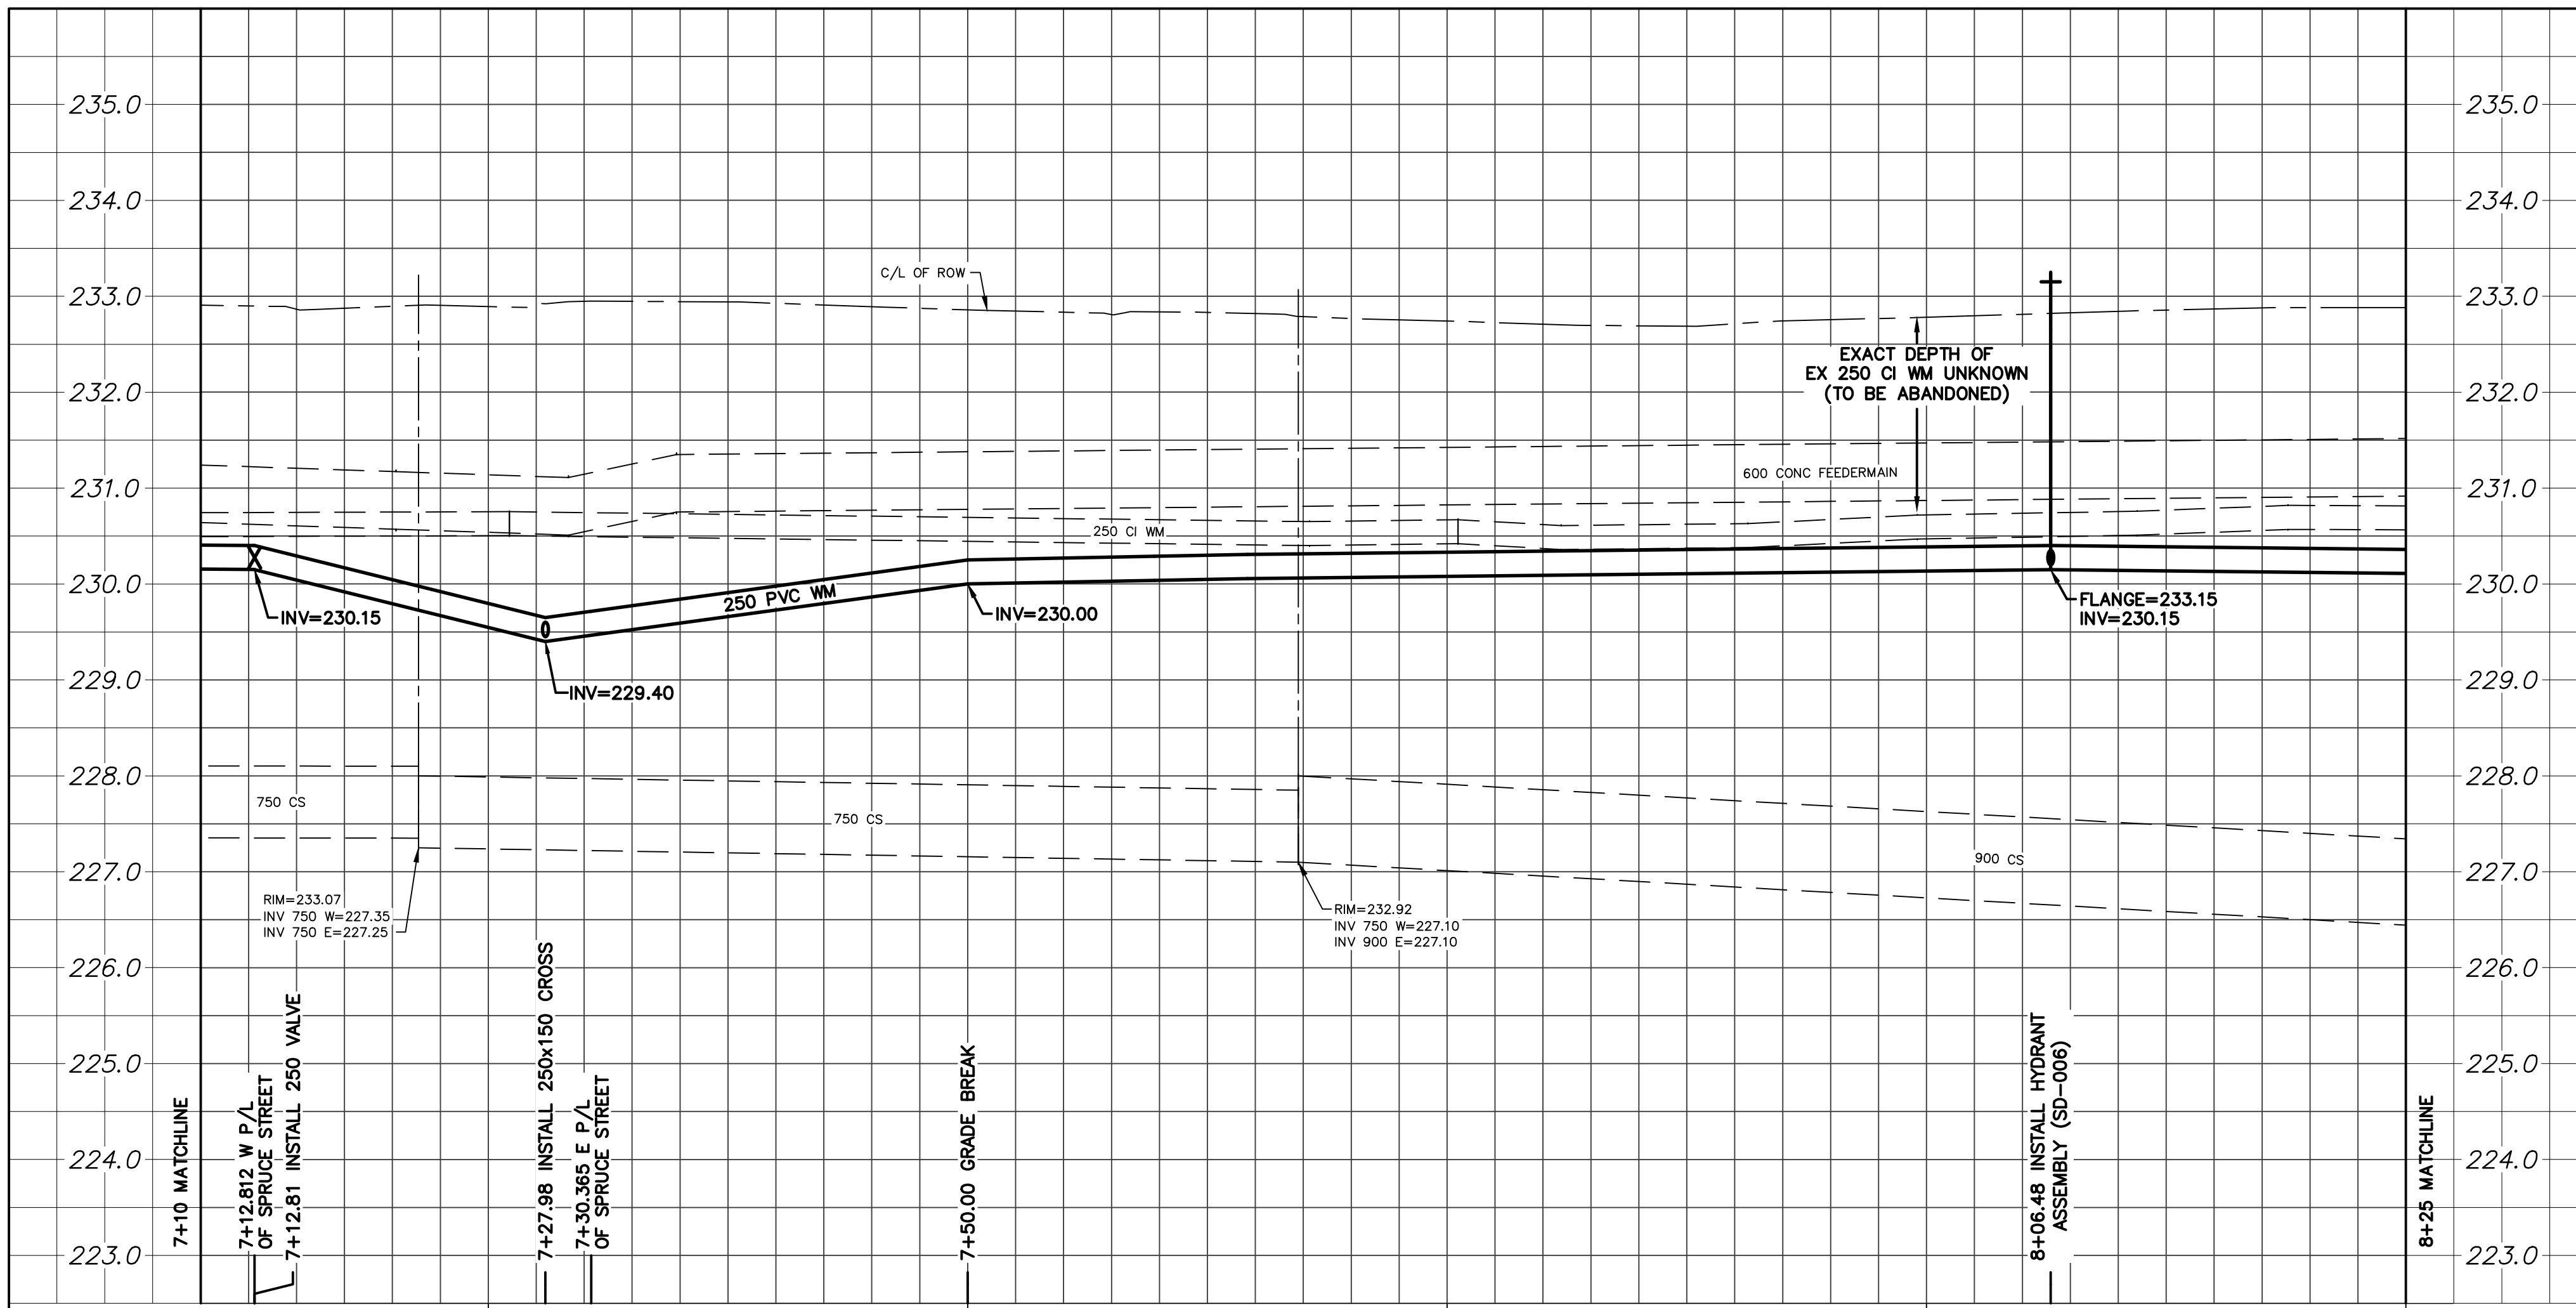 235.0
235.0
234.0
234.0
C/L OF ROW
233.0
233.0
EXACT DEPTH OF
EX 250 CI WM UNKNOWN
(TO BE ABANDONED)
232.0
232.0
600 CONC FEEDERMAIN
231.0
231.0
250 CI WM
230.0
230.0
250 PVC WM
INV=230.15
INV=230.00
FLANGE=233.15
INV=230.15
229.0
229.0
INV=229.40
228.0
228.0
750 CS
750 CS
900 CS
227.0
227.0
RIM=233.07
INV 750 W=227.35
INV 750 E=227.25
RIM=232.92
INV 750 W=227.10
INV 900 E=227.10
226.0
226.0
225.0
225.0
224.0
224.0
223.0
223.0
7+10 MATCHLINE
7+12.812 W P/L
OF SPRUCE STREET
7+12.81 INSTALL 250 VALVE
7+27.98 INSTALL 250x150 CROSS
7+30.365 E P/L
OF SPRUCE STREET
7+50.00 GRADE BREAK
8+06.48 INSTALL HYDRANT
ASSEMBLY (SD-006)
8+25 MATCHLINE